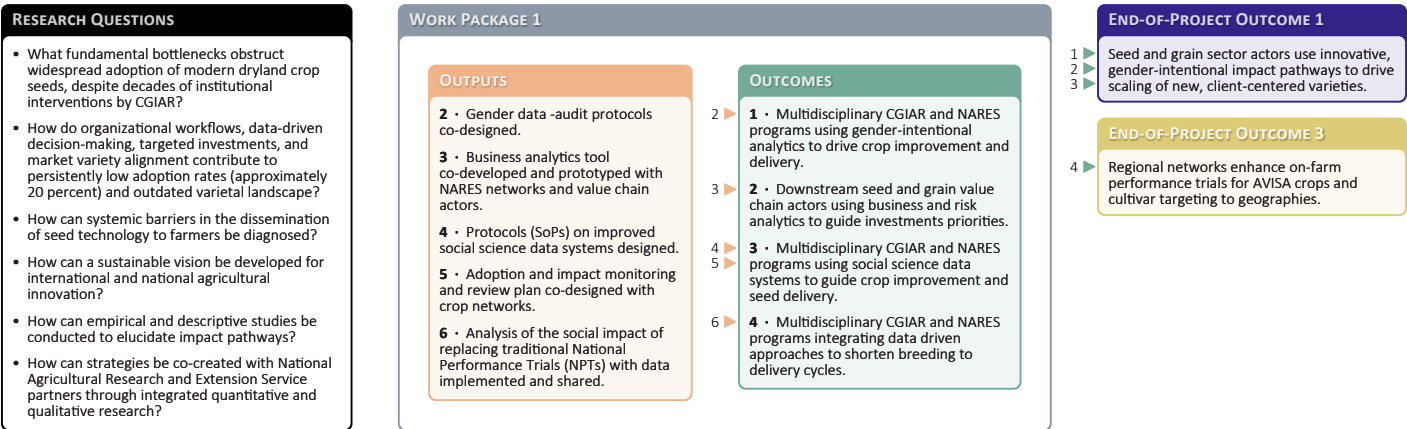 Research Questions
• What fundamental bottlenecks obstruct
widespread adoption of modern dryland crop
seeds, despite decades of institutional
interventions by CGIAR?
• How do organizational workflows, data-driven
decision-making, targeted investments, and
market variety alignment contribute to
persistently low adoption rates (approximately
20 percent) and outdated varietal landscape?
• How can systemic barriers in the dissemination
of seed technology to farmers be diagnosed?
• How can a sustainable vision be developed for
international and national agricultural
innovation?
• How can empirical and descriptive studies be
conducted to elucidate impact pathways?
• How can strategies be co-created with National
Agricultural Research and Extension Service
partners through integrated quantitative and
qualitative research?
Work Package 1
Outputs
2 · Gender data -audit protocols
co-designed.
3 · Business analytics tool
co-developed and prototyped with
NARES networks and value chain
actors.
4 · Protocols (SoPs) on improved
social science data systems designed.
5 · Adoption and impact monitoring
and review plan co-designed with
crop networks.
6 · Analysis of the social impact of
replacing traditional National
Performance Trials (NPTs) with data
implemented and shared.
Outcomes
2
1 · Multidisciplinary CGIAR and NARES
programs using gender-intentional
analytics to drive crop improvement and
delivery.
3
2 · Downstream seed and grain value
chain actors using business and risk
analytics to guide investments priorities.
4
5
3 · Multidisciplinary CGIAR and NARES
programs using social science data
systems to guide crop improvement and
seed delivery.
6
4 · Multidisciplinary CGIAR and NARES
programs integrating data driven
approaches to shorten breeding to
delivery cycles.
End-of-Project Outcome 1
1
2
3
Seed and grain sector actors use innovative,
gender-intentional impact pathways to drive
scaling of new, client-centered varieties.
End-of-Project Outcome 3
4
Regional networks enhance on-farm
performance trials for AVISA crops and
cultivar targeting to geographies.